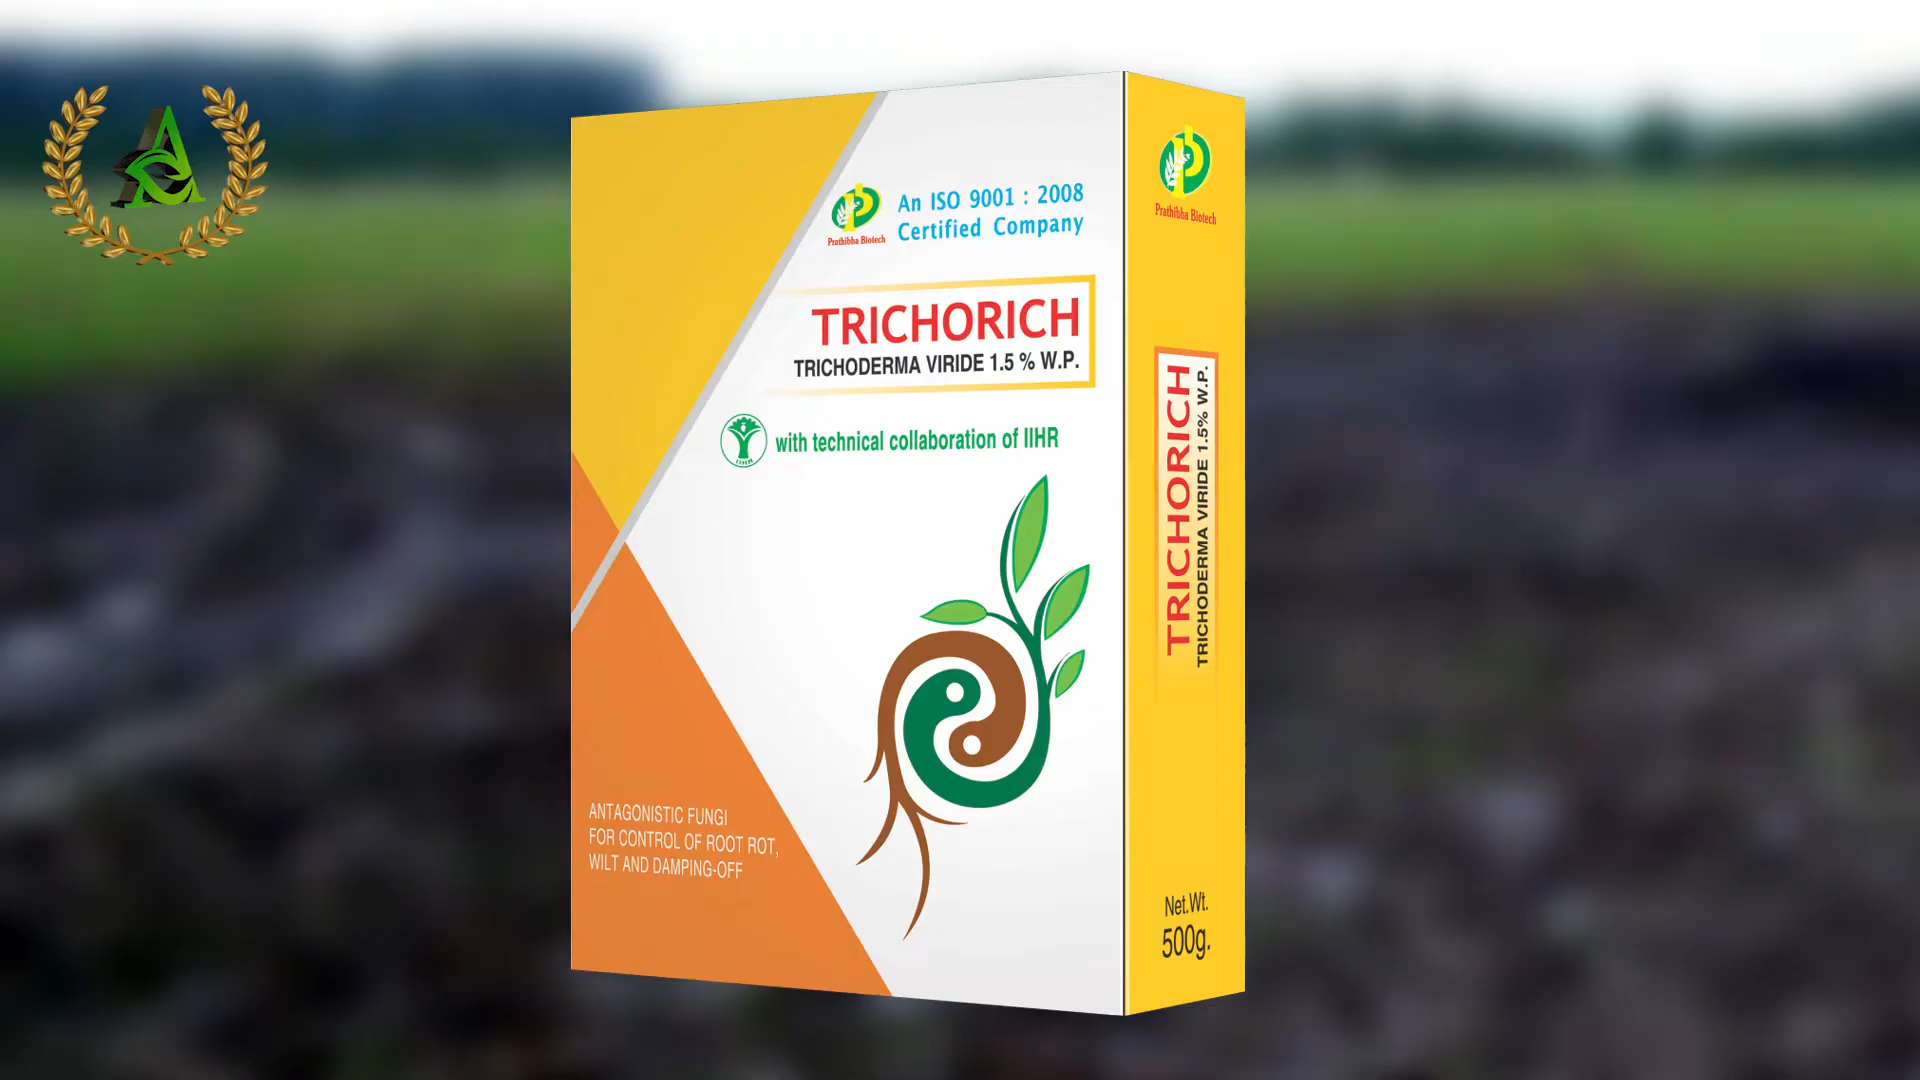 An ISO 9001 : 2008
Certified Company
Prathibha Biotech
TRICHORICH
TRICHODERMA VIRIDE 1.5 % W.P.
IIHR
with technical collaboration of IIHR
ANTAGONISTIC FUNGI
FOR CONTROL OF ROOT ROT,
WILT AND DAMPING-OFF
Prathibha Biotech
TRICHORICH
TRICHODERMA VIRIDE 1.5% W.P.
Net.Wt.
500g.